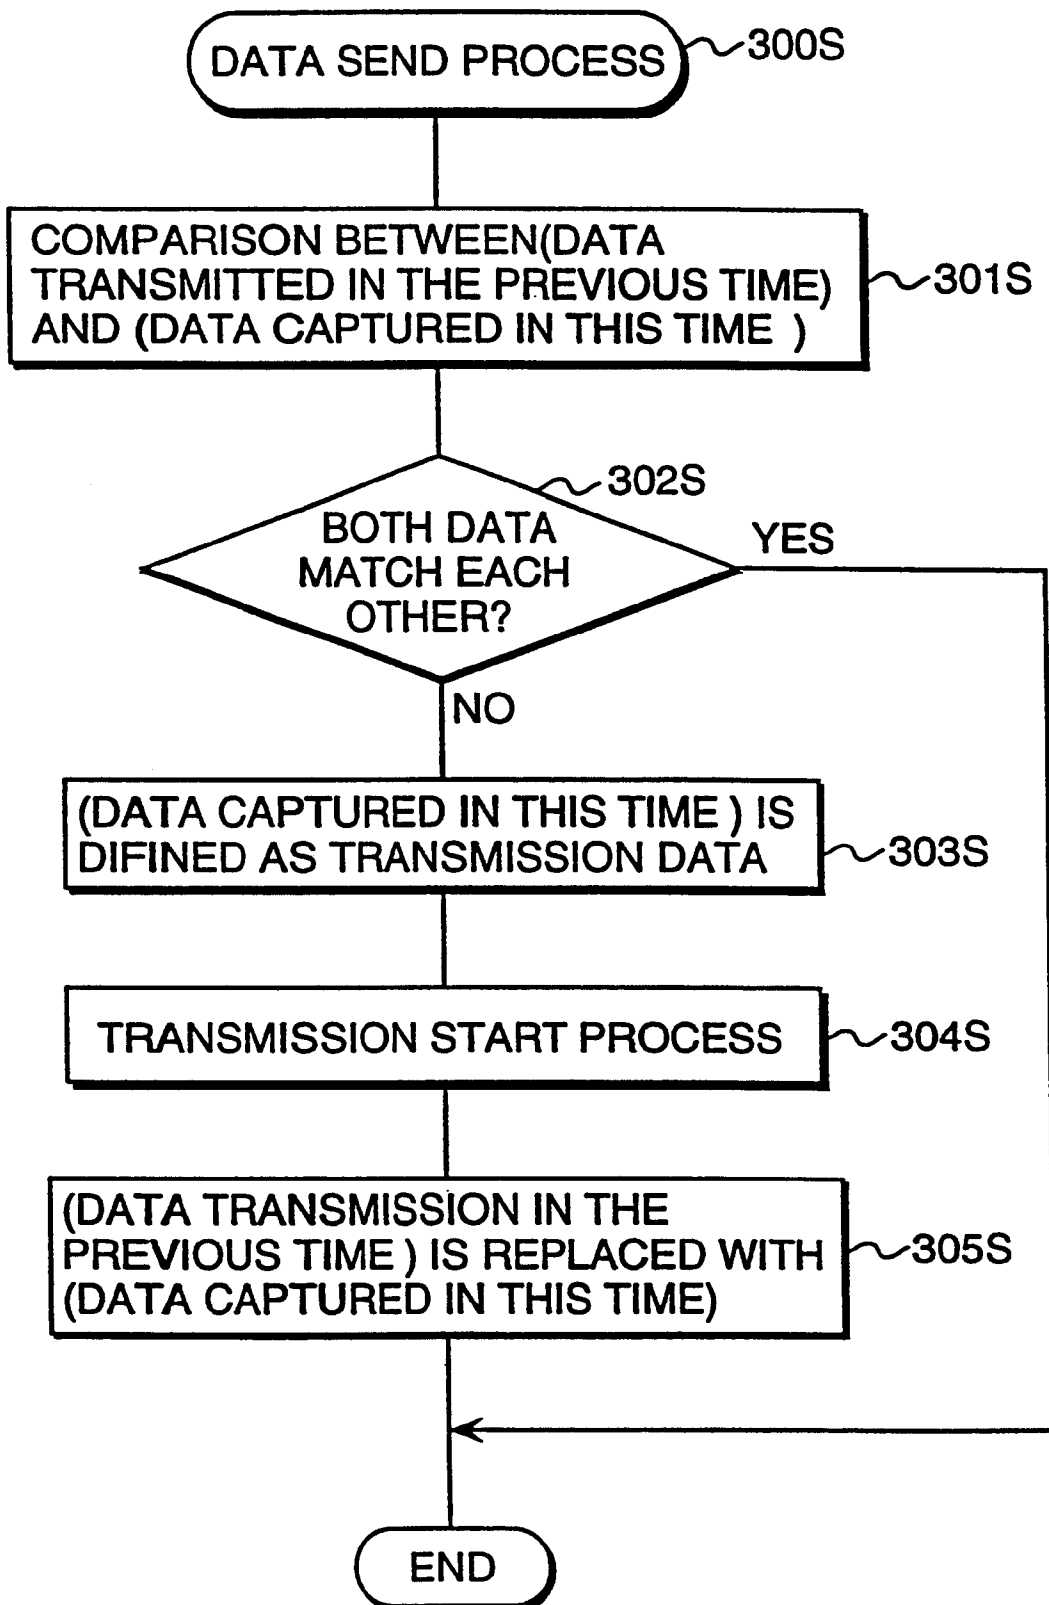 DATA SEND PROCESS
300S
COMPARISON BETWEEN(DATA
TRANSMITTED IN THE PREVIOUS TIME)
AND (DATA CAPTURED IN THIS TIME )
301S
302S
BOTH DATA
MATCH EACH
OTHER?
YES
NO
(DATA CAPTURED IN THIS TIME ) IS
DIFINED AS TRANSMISSION DATA
303S
TRANSMISSION START PROCESS
304S
(DATA TRANSMISSION IN THE
PREVIOUS TIME ) IS REPLACED WITH
(DATA CAPTURED IN THIS TIME)
305S
END